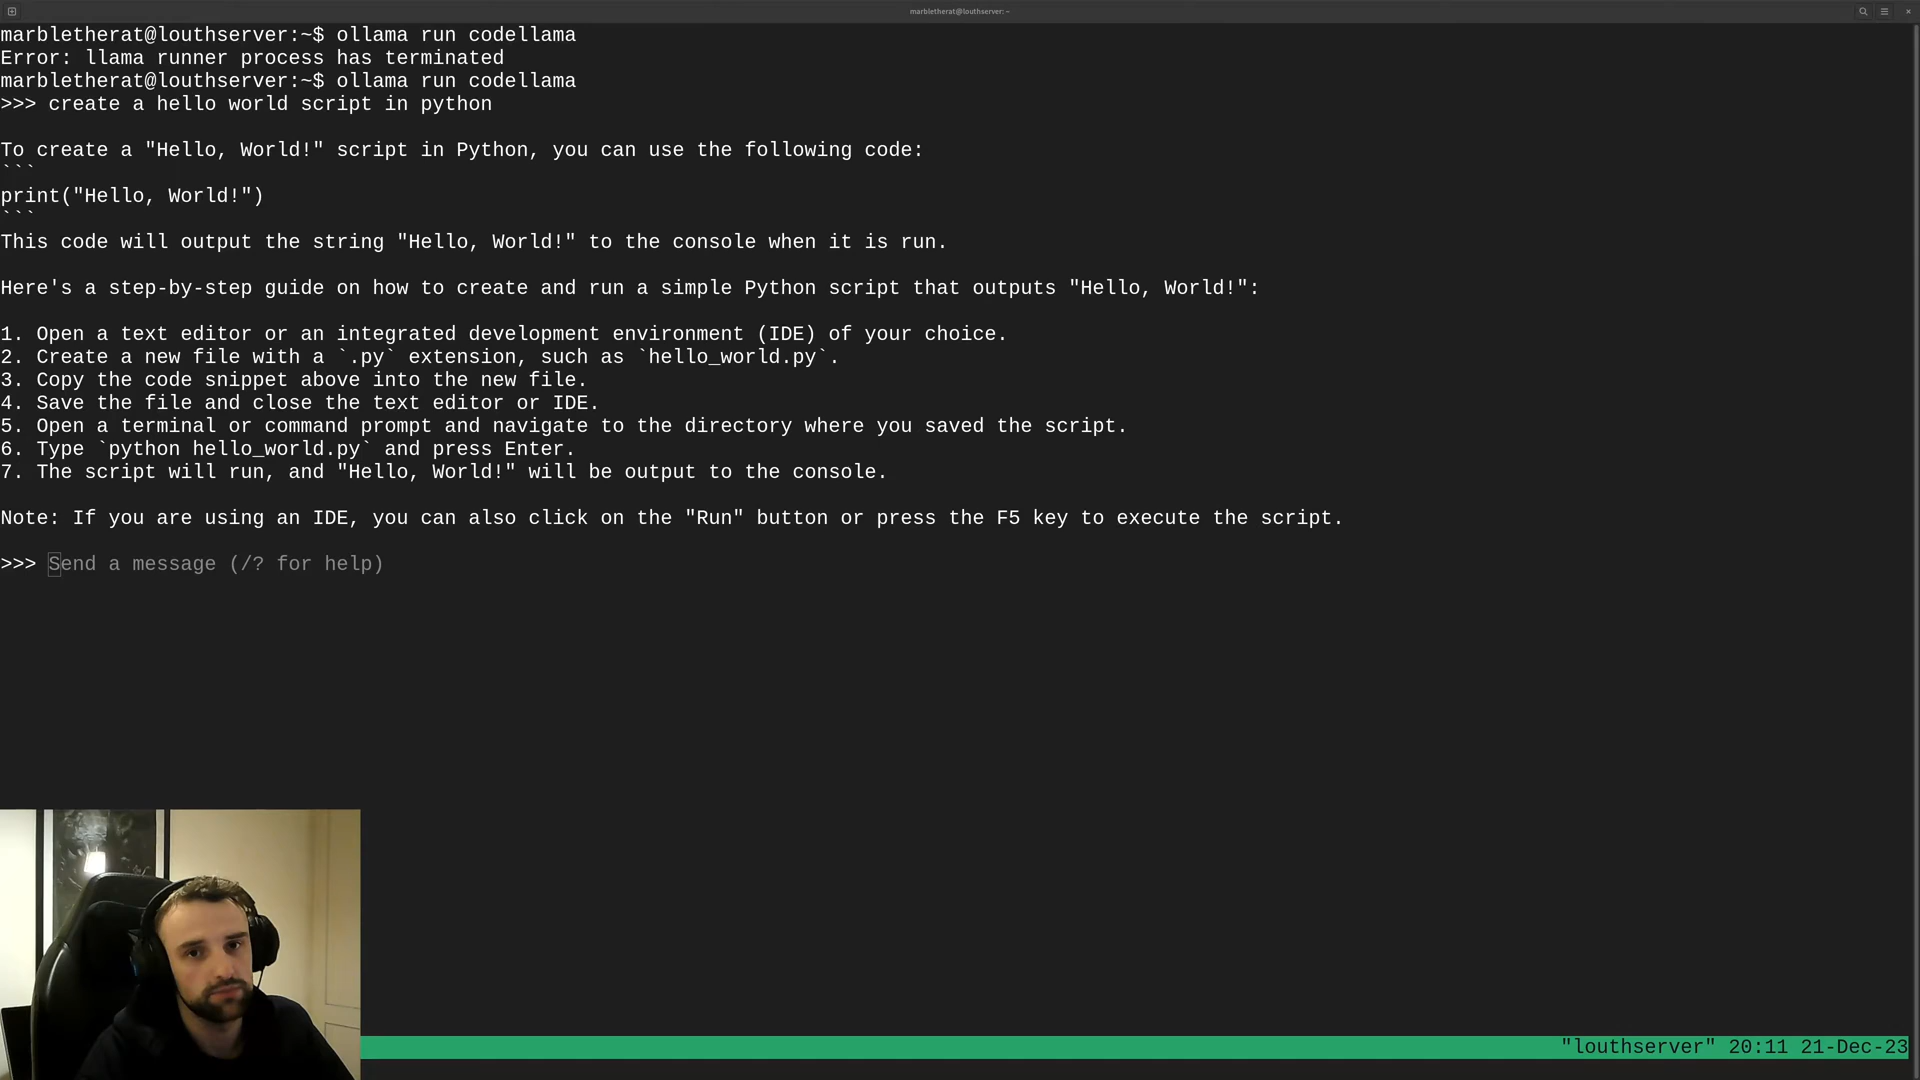 marbletherat@louthserver: ~
marbletherat@louthserver:~$ ollama run codellama
Error: llama runner process has terminated
marbletherat@louthserver:~$ ollama run codellama
>>> create a hello world script in python
To create a "Hello, World!" script in Python, you can use the following code:
```
print("Hello, World!")
```
This code will output the string "Hello, World!" to the console when it is run.
Here's a step-by-step guide on how to create and run a simple Python script that outputs "Hello, World!":
1. Open a text editor or an integrated development environment (IDE) of your choice.
2. Create a new file with a `.py` extension, such as `hello_world.py`.
3. Copy the code snippet above into the new file.
4. Save the file and close the text editor or IDE.
5. Open a terminal or command prompt and navigate to the directory where you saved the script.
6. Type `python hello_world.py` and press Enter.
7. The script will run, and "Hello, World!" will be output to the console.
Note: If you are using an IDE, you can also click on the "Run" button or press the F5 key to execute the script.
>>> Send a message (/? for help)
"louthserver" 20:11 21-Dec-23